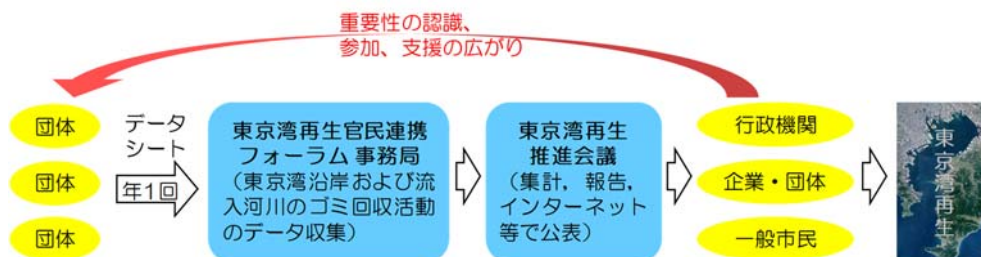 重要性の認識、
参加、支援の広がり
団体
団体
団体
データ
シート
年1回
東京湾再生官民連携
フォーラム 事務局
（東京湾沿岸および流
入河川のゴミ回収活動
のデータ収集）
東京湾再生
推進会議
（集計，報告，
インターネット
等で公表）
行政機関
企業・団体
一般市民
東京湾再生